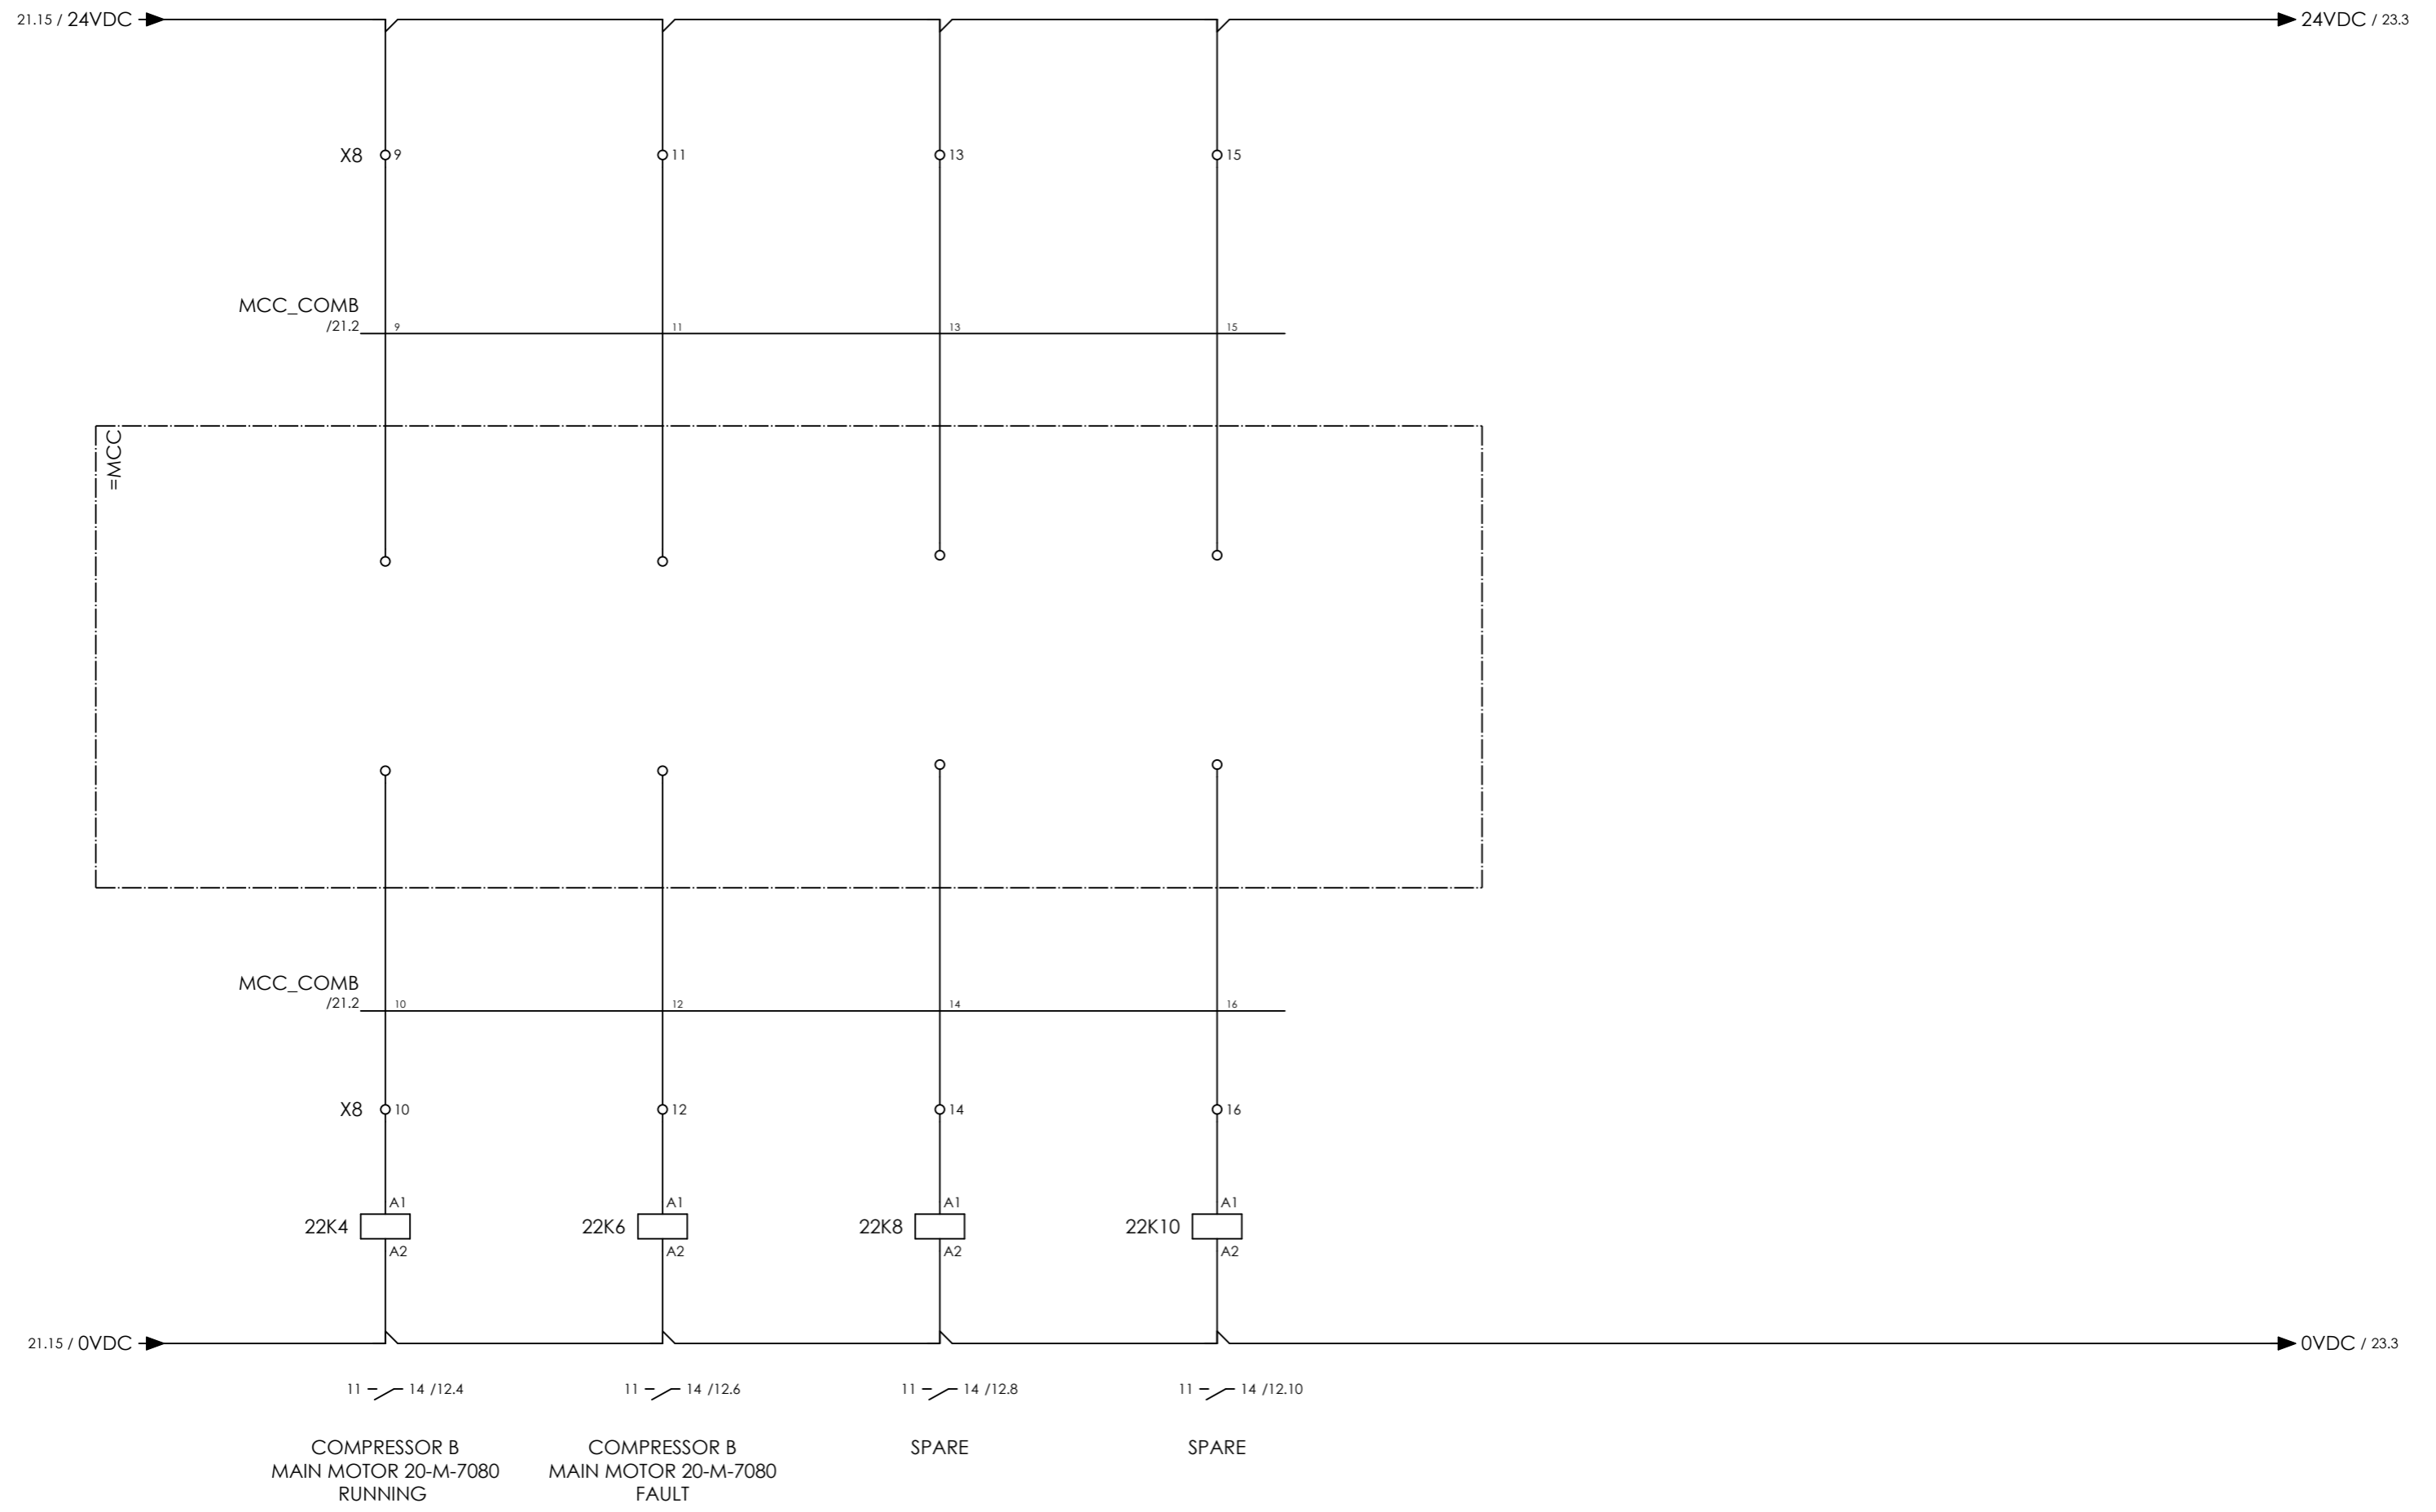 21.15 / 24VDC
24VDC / 23.3
X8 9 11 13 15
MCC_COMB
/21.2 9 11 13 15
=MCC
MCC_COMB
/21.2 10 12 14 16
X8 10 12 14 16
A1 A1 A1 A1
22K4 22K6 22K8 22K10
A2 A2 A2 A2
21.15 / 0VDC
0VDC / 23.3
11 14 /12.4
11 14 /12.6
11 14 /12.8
11 14 /12.10
COMPRESSOR B
MAIN MOTOR 20-M-7080
RUNNING
COMPRESSOR B
MAIN MOTOR 20-M-7080
FAULT
SPARE
SPARE